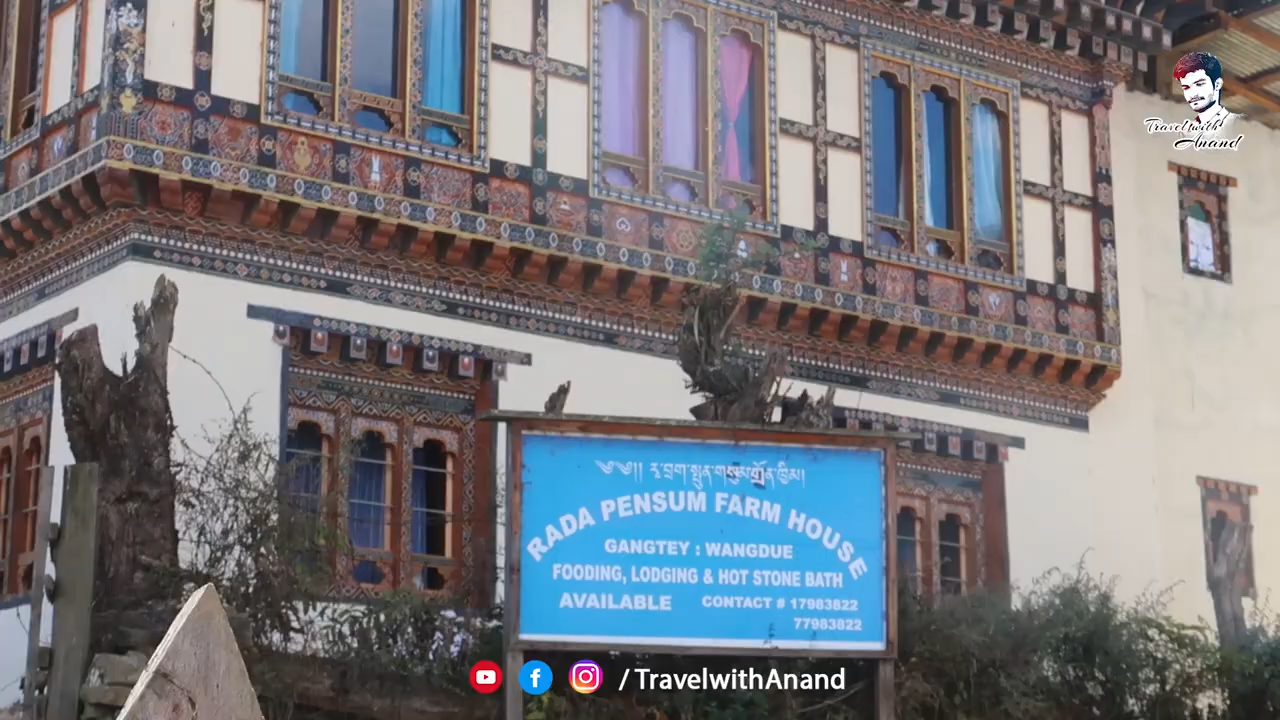 Travel with
Anand
༄༅།། རྭ་བྲག་སྤུན་གསུམ་གྲོན་ཁྱིམ།
RADA PENSUM FARM HOUSE
GANGTEY : WANGDUE
FOODING, LODGING & HOT STONE BATH
AVAILABLE CONTACT # 17983822
77983822
/TravelwithAnand